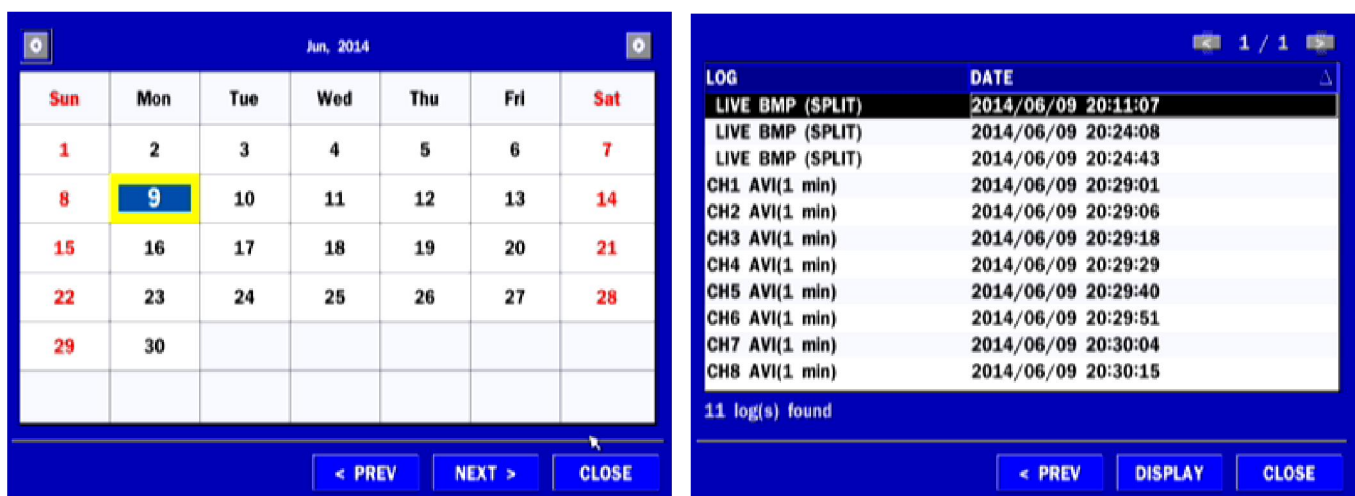 Jun, 2014
Sun Mon Tue Wed Thu Fri Sat
1 2 3 4 5 6 7
8 9 10 11 12 13 14
15 16 17 18 19 20 21
22 23 24 25 26 27 28
29 30
< PREV NEXT > CLOSE
< 1 / 1 >
LOG DATE
LIVE BMP (SPLIT) 2014/06/09 20:11:07
LIVE BMP (SPLIT) 2014/06/09 20:24:08
LIVE BMP (SPLIT) 2014/06/09 20:24:43
CH1 AVI(1 min) 2014/06/09 20:29:01
CH2 AVI(1 min) 2014/06/09 20:29:06
CH3 AVI(1 min) 2014/06/09 20:29:18
CH4 AVI(1 min) 2014/06/09 20:29:29
CH5 AVI(1 min) 2014/06/09 20:29:40
CH6 AVI(1 min) 2014/06/09 20:29:51
CH7 AVI(1 min) 2014/06/09 20:30:04
CH8 AVI(1 min) 2014/06/09 20:30:15
11 log(s) found
< PREV DISPLAY CLOSE